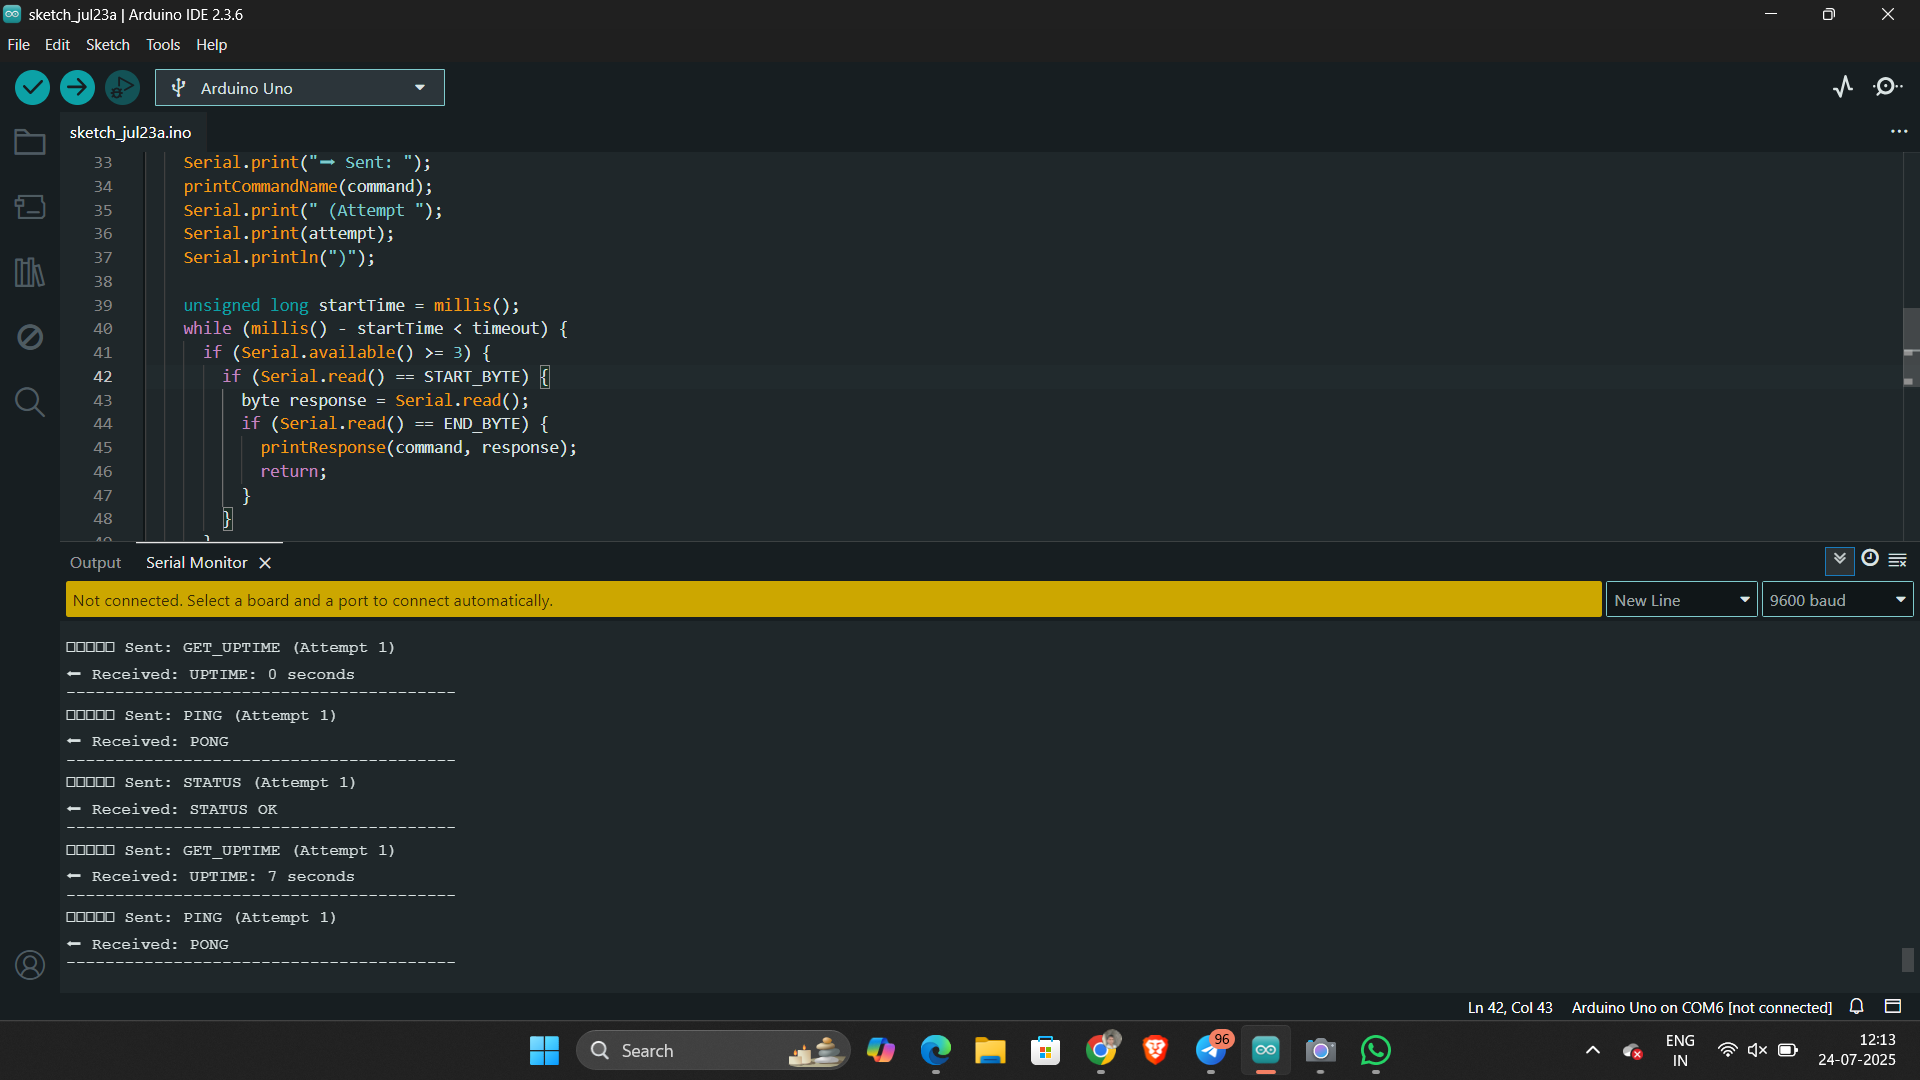 sketch_jul23a | Arduino IDE 2.3.6
File Edit Sketch Tools Help
Arduino Uno
sketch_jul23a.ino
33 Serial.print("➡ Sent: ");
34 printCommandName(command);
35 Serial.print(" (Attempt ");
36 Serial.print(attempt);
37 Serial.println(")");
38
39 unsigned long startTime = millis();
40 while (millis() - startTime < timeout) {
41 if (Serial.available() >= 3) {
42 if (Serial.read() == START_BYTE) {
43 byte response = Serial.read();
44 if (Serial.read() == END_BYTE) {
45 printResponse(command, response);
46 return;
47 }
48 }
Output Serial Monitor
Not connected. Select a board and a port to connect automatically.
New Line 9600 baud
□□□□□ Sent: GET_UPTIME (Attempt 1)
⬅ Received: UPTIME: 0 seconds
----------------------------------------
□□□□□ Sent: PING (Attempt 1)
⬅ Received: PONG
----------------------------------------
□□□□□ Sent: STATUS (Attempt 1)
⬅ Received: STATUS OK
----------------------------------------
□□□□□ Sent: GET_UPTIME (Attempt 1)
⬅ Received: UPTIME: 7 seconds
----------------------------------------
□□□□□ Sent: PING (Attempt 1)
⬅ Received: PONG
----------------------------------------
Ln 42, Col 43 Arduino Uno on COM6 [not connected]
Search
96
ENG
IN
12:13
24-07-2025